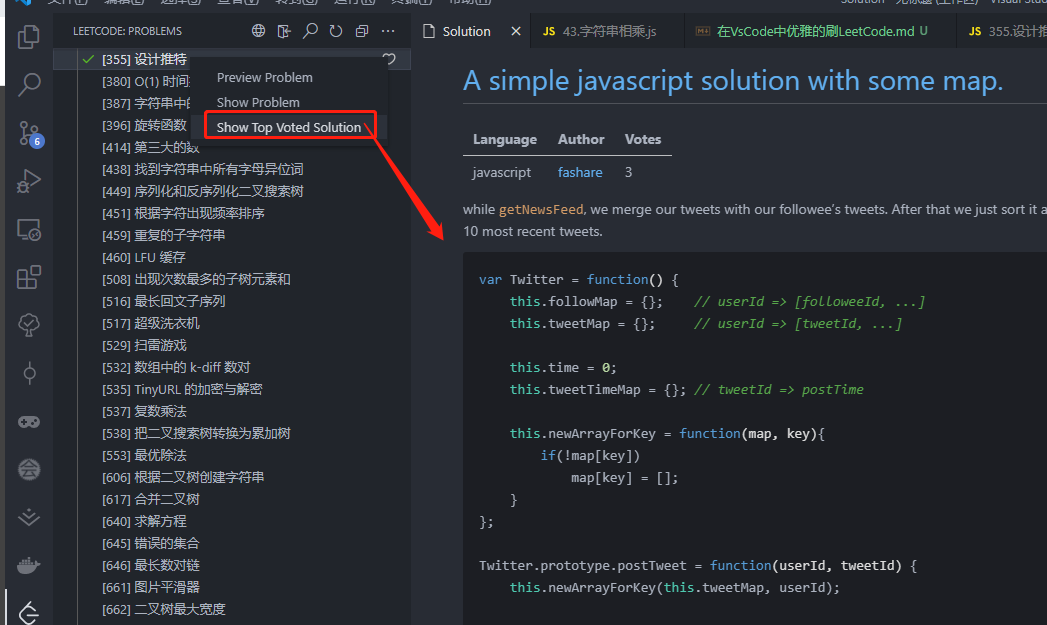 Solution - 无标题 (工作区) - Visual Stu
LEETCODE: PROBLEMS
Solution
JS 43.字符串相乘.js
在VsCode中优雅的刷LeetCode.md U
JS 355.设计推
6
[355] 设计推特
[380] O(1) 时间
[387] 字符串中的
[396] 旋转函数
[414] 第三大的数
[438] 找到字符串中所有字母异位词
[449] 序列化和反序列化二叉搜索树
[451] 根据字符出现频率排序
[459] 重复的子字符串
[460] LFU 缓存
[508] 出现次数最多的子树元素和
[516] 最长回文子序列
[517] 超级洗衣机
[529] 扫雷游戏
[532] 数组中的 k-diff 数对
[535] TinyURL 的加密与解密
[537] 复数乘法
[538] 把二叉搜索树转换为累加树
[553] 最优除法
[606] 根据二叉树创建字符串
[617] 合并二叉树
[640] 求解方程
[645] 错误的集合
[646] 最长数对链
[661] 图片平滑器
[662] 二叉树最大宽度
Preview Problem
Show Problem
Show Top Voted Solution
A simple javascript solution with some map.
Language Author Votes
javascript fashare 3
while getNewsFeed, we merge our tweets with our followee's tweets. After that we just sort it a
10 most recent tweets.
var Twitter = function() {
this.followMap = {}; // userId => [followeeId, ...]
this.tweetMap = {}; // userId => [tweetId, ...]
this.time = 0;
this.tweetTimeMap = {}; // tweetId => postTime
this.newArrayForKey = function(map, key){
if(!map[key])
map[key] = [];
}
};
Twitter.prototype.postTweet = function(userId, tweetId) {
this.newArrayForKey(this.tweetMap, userId);